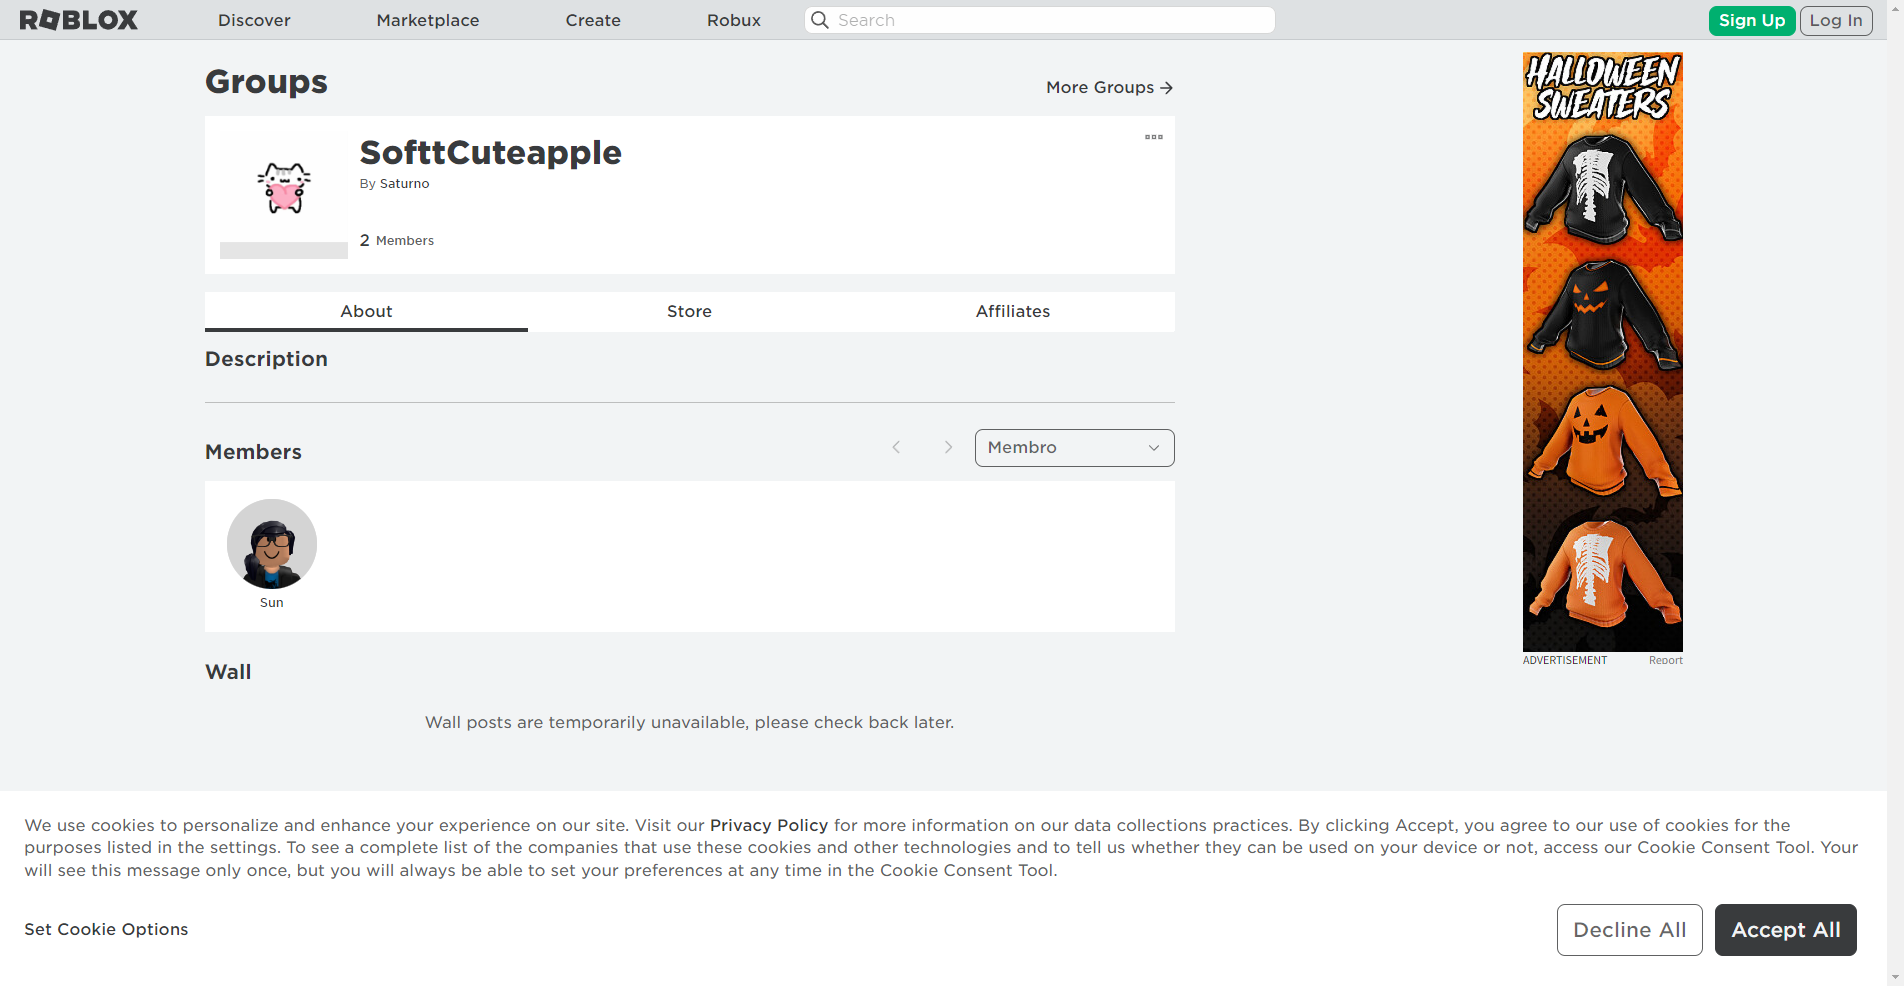 ROBLOX
Discover
Marketplace
Create
Robux
Search
Sign Up
Log In
Groups
More Groups
SofttCuteapple
By Saturno
2 Members
About
Store
Affiliates
Description
Members
Membro
Sun
Wall
Wall posts are temporarily unavailable, please check back later.
HALLOWEEN
SWEATERS
ADVERTISEMENT
Report
We use cookies to personalize and enhance your experience on our site. Visit our Privacy Policy for more information on our data collections practices. By clicking Accept, you agree to our use of cookies for the
purposes listed in the settings. To see a complete list of the companies that use these cookies and other technologies and to tell us whether they can be used on your device or not, access our Cookie Consent Tool. Your
will see this message only once, but you will always be able to set your preferences at any time in the Cookie Consent Tool.
Set Cookie Options
Decline All
Accept All